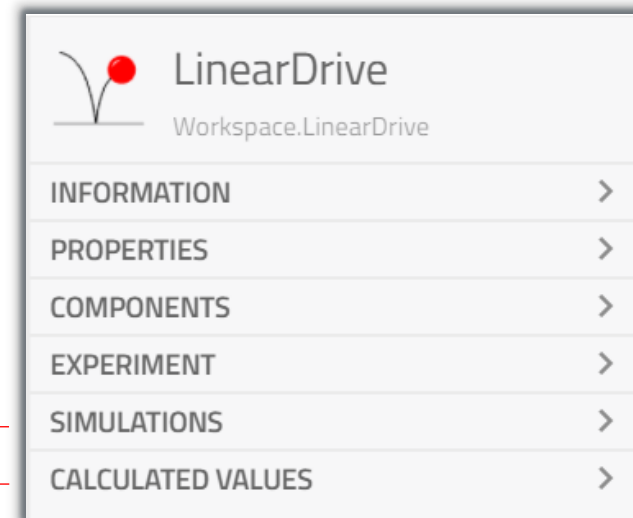 LinearDrive
Workspace.LinearDrive
INFORMATION
PROPERTIES
COMPONENTS
EXPERIMENT
SIMULATIONS
CALCULATED VALUES